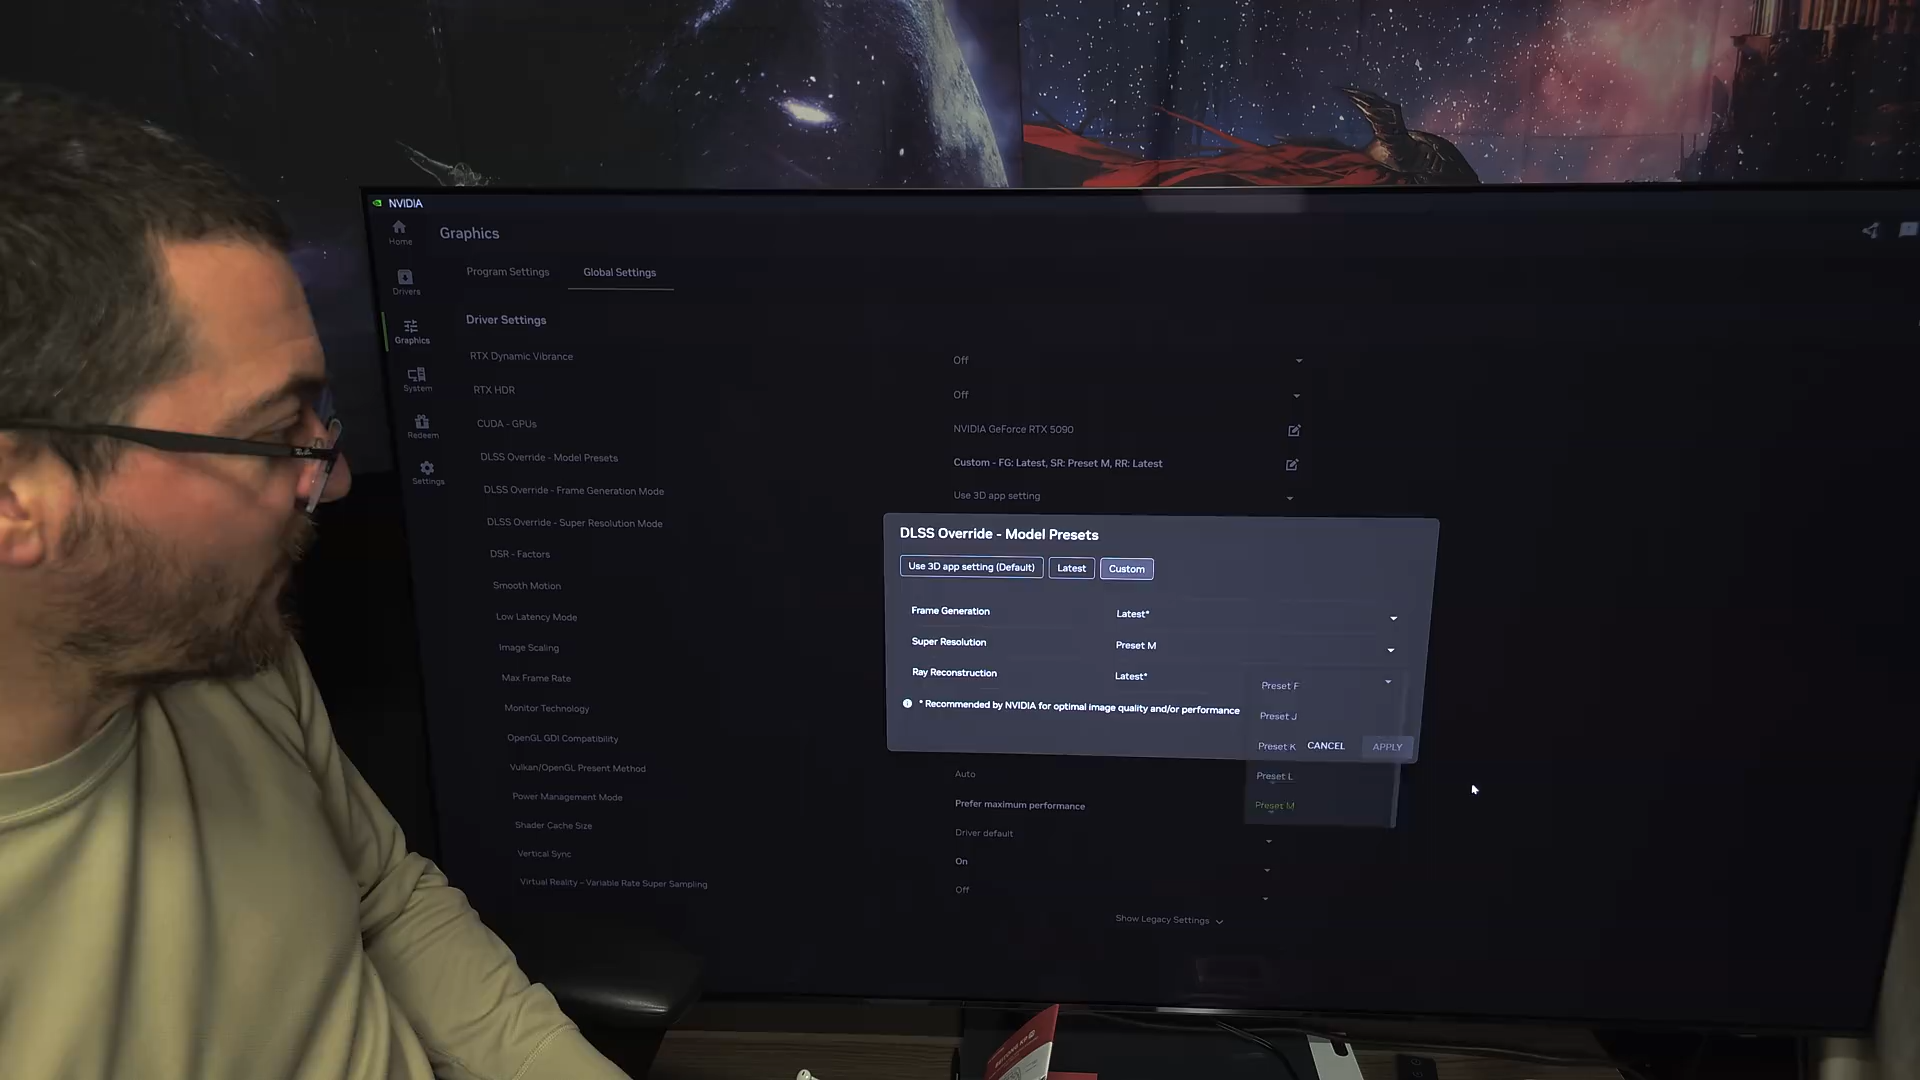 NVIDIA
Home
Graphics
Program Settings
Global Settings
Drivers
Driver Settings
Graphics
RTX Dynamic Vibrance
Off
System
RTX HDR
Off
Redeem
CUDA - GPUs
NVIDIA GeForce RTX 5090
DLSS Override - Model Presets
Custom - FG: Latest, SR: Preset M, RR: Latest
Settings
DLSS Override - Frame Generation Mode
Use 3D app setting
DLSS Override - Super Resolution Mode
DSR - Factors
Smooth Motion
Low Latency Mode
Image Scaling
Max Frame Rate
Monitor Technology
OpenGL GDI Compatibility
Vulkan/OpenGL Present Method
Auto
Power Management Mode
Prefer maximum performance
Shader Cache Size
Driver default
Vertical Sync
On
Virtual Reality - Variable Rate Super Sampling
Off
Show Legacy Settings
DLSS Override - Model Presets
Use 3D app setting (Default)
Latest
Custom
Frame Generation
Latest*
Super Resolution
Preset M
Ray Reconstruction
Latest*
* Recommended by NVIDIA for optimal image quality and/or performance
Preset F
Preset J
Preset K
CANCEL
APPLY
Preset L
Preset M
Ray-Ban